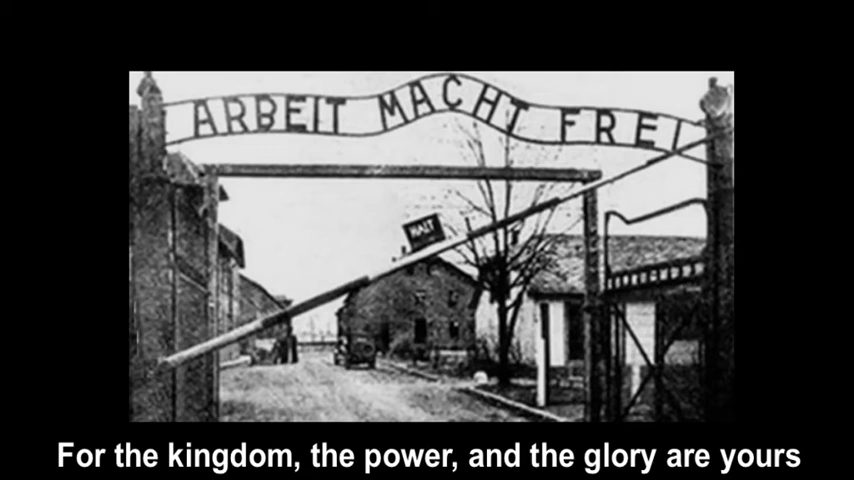 ARBEIT MACHT FREI
HALT
For the kingdom, the power, and the glory are yours